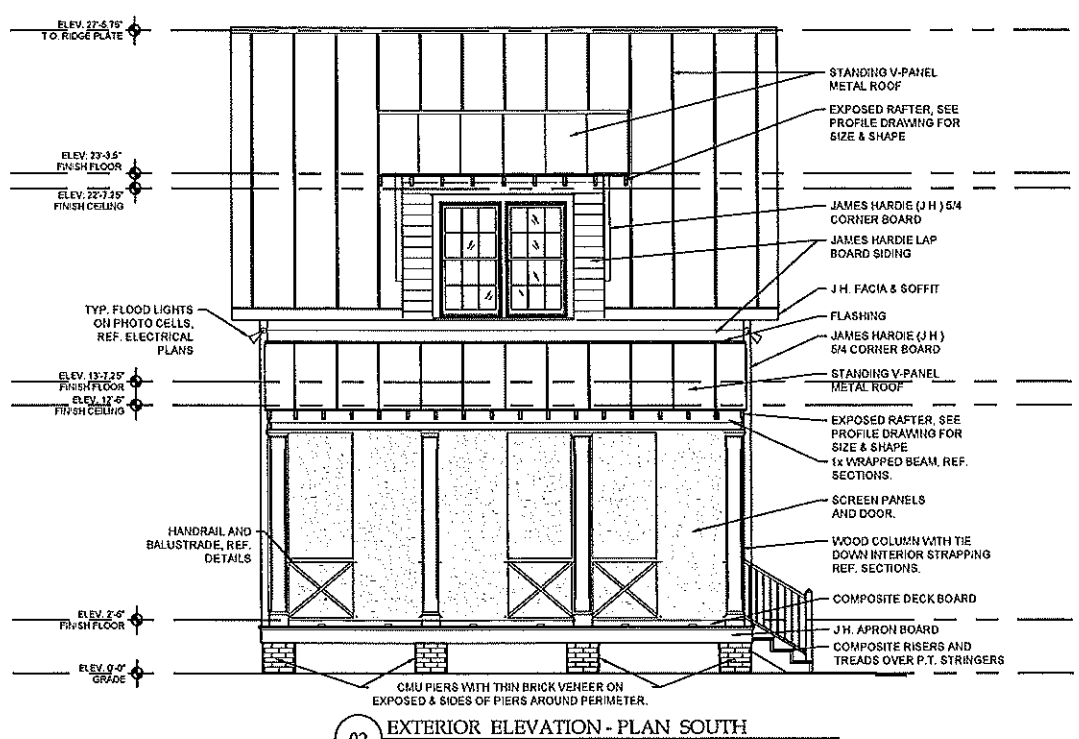 ELEV. 27'-5.75"
T.O. RIDGE PLATE
ELEV. 23'-3.5"
FINISH FLOOR
ELEV. 22'-7.25"
FINISH CEILING
TYP. FLOOD LIGHTS
ON PHOTO CELLS,
REF. ELECTRICAL
PLANS
ELEV. 13'-7.25"
FINISH FLOOR
ELEV. 12'-6"
FINISH CEILING
HANDRAIL AND
BALUSTRADE, REF.
DETAILS
ELEV. 2'-6"
FINISH FLOOR
ELEV. 0'-0"
GRADE
STANDING V-PANEL
METAL ROOF
EXPOSED RAFTER, SEE
PROFILE DRAWING FOR
SIZE & SHAPE
JAMES HARDIE (J H ) 5/4
CORNER BOARD
JAMES HARDIE LAP
BOARD SIDING
J.H. FACIA & SOFFIT
FLASHING
JAMES HARDIE (J H )
5/4 CORNER BOARD
STANDING V-PANEL
METAL ROOF
EXPOSED RAFTER, SEE
PROFILE DRAWING FOR
SIZE & SHAPE
1x WRAPPED BEAM, REF.
SECTIONS.
SCREEN PANELS
AND DOOR.
WOOD COLUMN WITH TIE
DOWN INTERIOR STRAPPING
REF. SECTIONS.
COMPOSITE DECK BOARD
J.H. APRON BOARD
COMPOSITE RISERS AND
TREADS OVER P.T. STRINGERS
CMU PIERS WITH THIN BRICK VENEER ON
EXPOSED & SIDES OF PIERS AROUND PERIMETER.
02 EXTERIOR ELEVATION - PLAN SOUTH